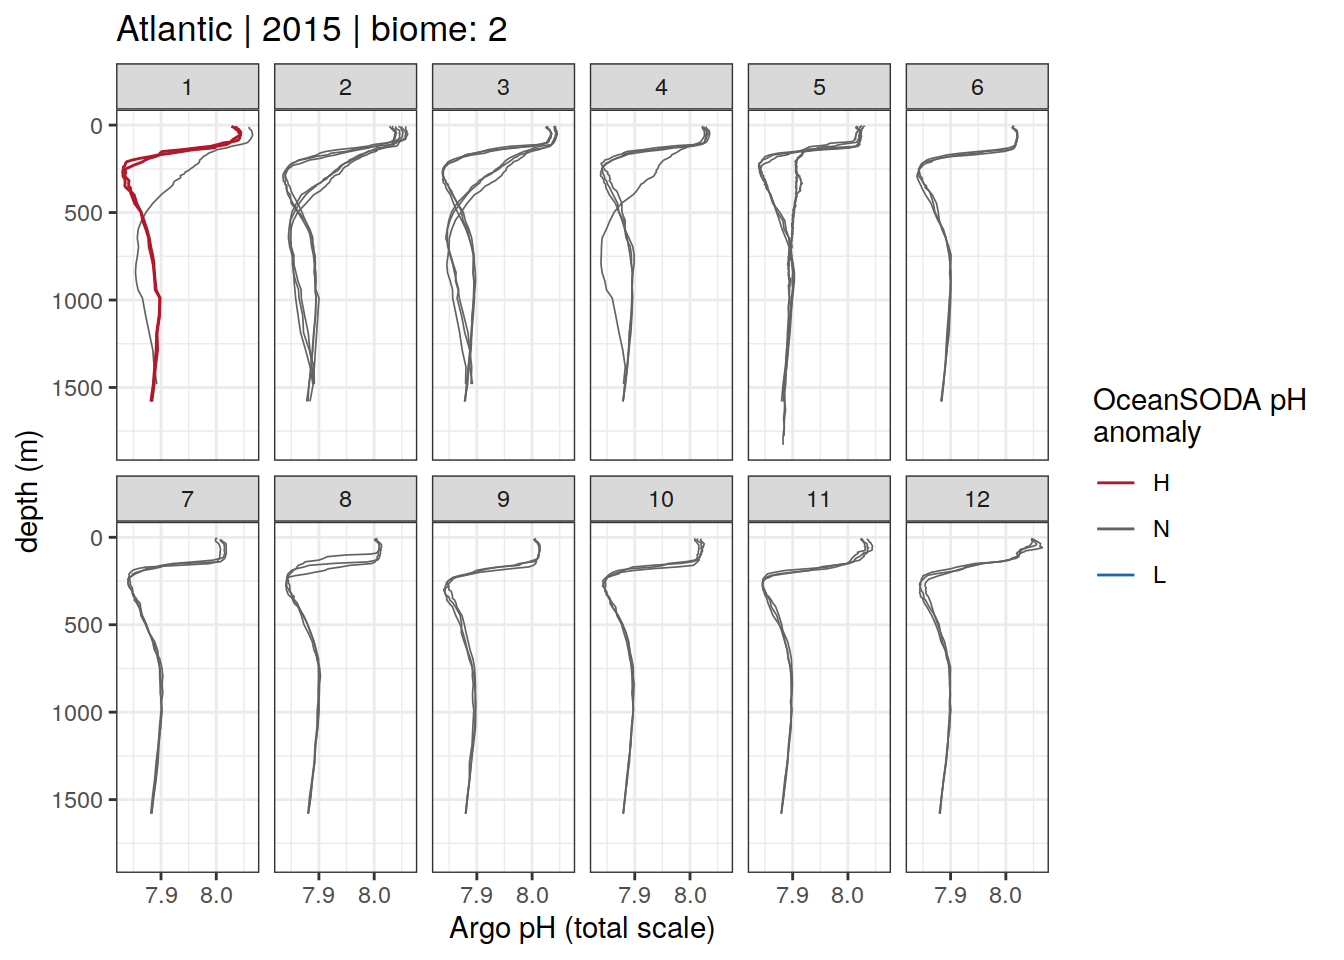 Atlantic | 2015 | biome: 2
1 2 3 4 5 6
0
500
1000
1500
7 8 9 10 11 12
0
500
1000
1500
7.9 8.0 7.9 8.0 7.9 8.0 7.9 8.0 7.9 8.0 7.9 8.0
Argo pH (total scale)
depth (m)
OceanSODA pH
anomaly
H
N
L